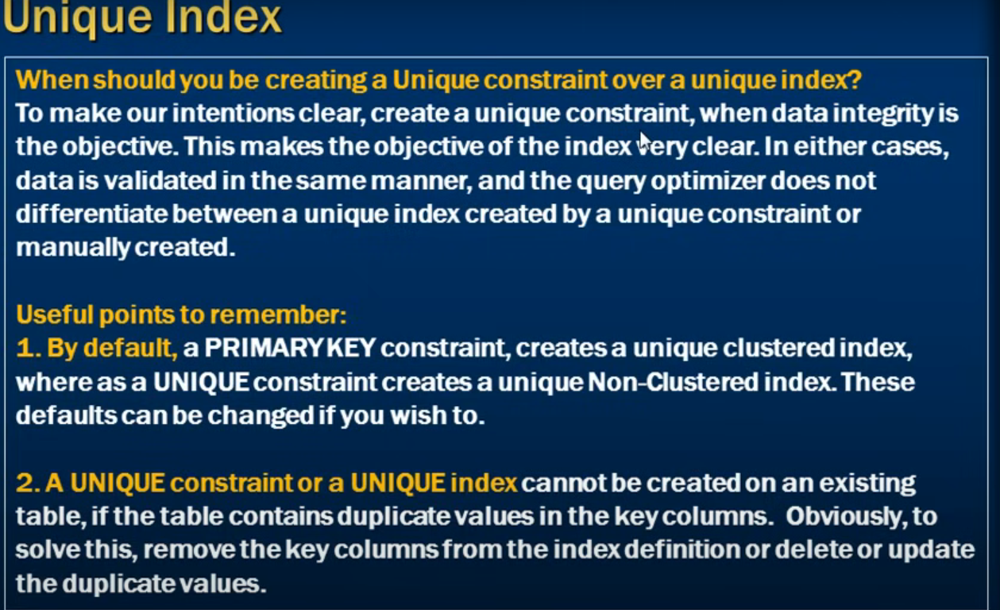 Unique Index
When should you be creating a Unique constraint over a unique index?
To make our intentions clear, create a unique constraint, when data integrity is
the objective. This makes the objective of the index very clear. In either cases,
data is validated in the same manner, and the query optimizer does not
differentiate between a unique index created by a unique constraint or
manually created.
Useful points to remember:
1. By default, a PRIMARY KEY constraint, creates a unique clustered index,
where as a UNIQUE constraint creates a unique Non-Clustered index. These
defaults can be changed if you wish to.
2. A UNIQUE constraint or a UNIQUE index cannot be created on an existing
table, if the table contains duplicate values in the key columns. Obviously, to
solve this, remove the key columns from the index definition or delete or update
the duplicate values.